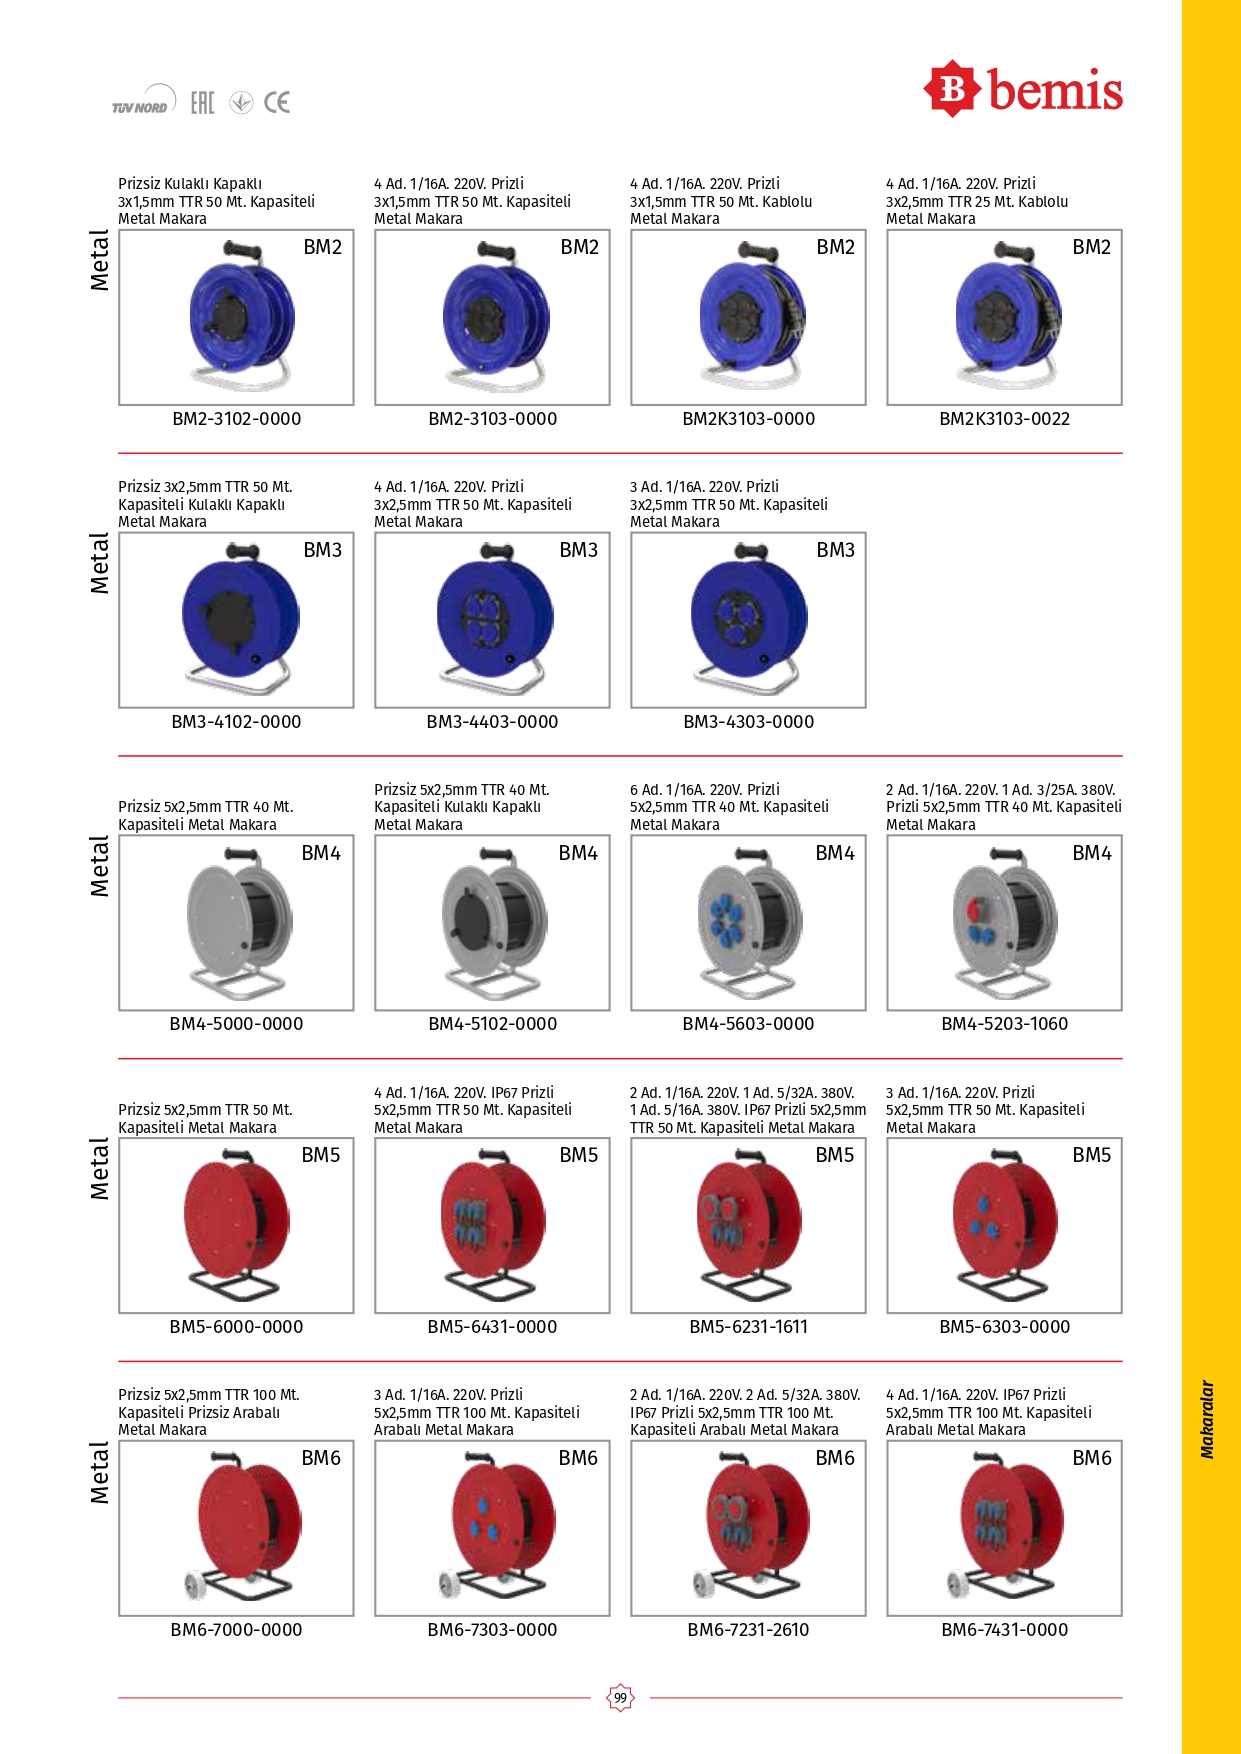 TÜV NORD EAC CE
B bemis
Prizsiz Kulaklı Kapaklı
3x1,5mm TTR 50 Mt. Kapasiteli
Metal Makara
BM2
BM2-3102-0000
4 Ad. 1/16A. 220V. Prizli
3x1,5mm TTR 50 Mt. Kapasiteli
Metal Makara
BM2
BM2-3103-0000
4 Ad. 1/16A. 220V. Prizli
3x1,5mm TTR 50 Mt. Kablolu
Metal Makara
BM2
BM2K3103-0000
4 Ad. 1/16A. 220V. Prizli
3x2,5mm TTR 25 Mt. Kablolu
Metal Makara
BM2
BM2K3103-0022
Metal
Prizsiz 3x2,5mm TTR 50 Mt.
Kapasiteli Kulaklı Kapaklı
Metal Makara
BM3
BM3-4102-0000
4 Ad. 1/16A. 220V. Prizli
3x2,5mm TTR 50 Mt. Kapasiteli
Metal Makara
BM3
BM3-4403-0000
3 Ad. 1/16A. 220V. Prizli
3x2,5mm TTR 50 Mt. Kapasiteli
Metal Makara
BM3
BM3-4303-0000
Metal
Prizsiz 5x2,5mm TTR 40 Mt.
Kapasiteli Metal Makara
BM4
BM4-5000-0000
Prizsiz 5x2,5mm TTR 40 Mt.
Kapasiteli Kulaklı Kapaklı
Metal Makara
BM4
BM4-5102-0000
6 Ad. 1/16A. 220V. Prizli
5x2,5mm TTR 40 Mt. Kapasiteli
Metal Makara
BM4
BM4-5603-0000
2 Ad. 1/16A. 220V. 1 Ad. 3/25A. 380V.
Prizli 5x2,5mm TTR 40 Mt. Kapasiteli
Metal Makara
BM4
BM4-5203-1060
Metal
Prizsiz 5x2,5mm TTR 50 Mt.
Kapasiteli Metal Makara
BM5
BM5-6000-0000
4 Ad. 1/16A. 220V. IP67 Prizli
5x2,5mm TTR 50 Mt. Kapasiteli
Metal Makara
BM5
BM5-6431-0000
2 Ad. 1/16A. 220V. 1 Ad. 5/32A. 380V.
1 Ad. 5/16A. 380V. IP67 Prizli 5x2,5mm
TTR 50 Mt. Kapasiteli Metal Makara
BM5
BM5-6231-1611
3 Ad. 1/16A. 220V. Prizli
5x2,5mm TTR 50 Mt. Kapasiteli
Metal Makara
BM5
BM5-6303-0000
Metal
Prizsiz 5x2,5mm TTR 100 Mt.
Kapasiteli Prizsiz Arabalı
Metal Makara
BM6
BM6-7000-0000
3 Ad. 1/16A. 220V. Prizli
5x2,5mm TTR 100 Mt. Kapasiteli
Arabalı Metal Makara
BM6
BM6-7303-0000
2 Ad. 1/16A. 220V. 2 Ad. 5/32A. 380V.
IP67 Prizli 5x2,5mm TTR 100 Mt.
Kapasiteli Arabalı Metal Makara
BM6
BM6-7231-2610
4 Ad. 1/16A. 220V. IP67 Prizli
5x2,5mm TTR 100 Mt. Kapasiteli
Arabalı Metal Makara
BM6
BM6-7431-0000
Metal
Makaralar
99